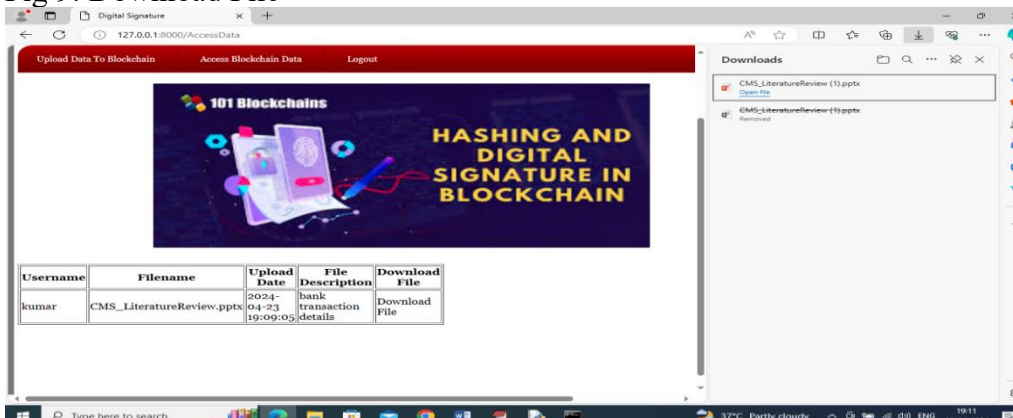 Fig 9: Download File
Digital Signature
127.0.0.1:8000/AccessData
Upload Data To Blockchain Access Blockchain Data Logout
101 Blockchains
HASHING AND
DIGITAL
SIGNATURE IN
BLOCKCHAIN
Username Filename Upload Date File Description Download File
kumar CMS_LiteratureReview.pptx 2024-04-23 19:09:05 bank transaction details Download File
Downloads
CMS_LiteratureReview (1).pptx
Open file
CMS_LiteratureReview (1).pptx
Removed
Type here to search
37°C Partly cloudy ENG 19:11